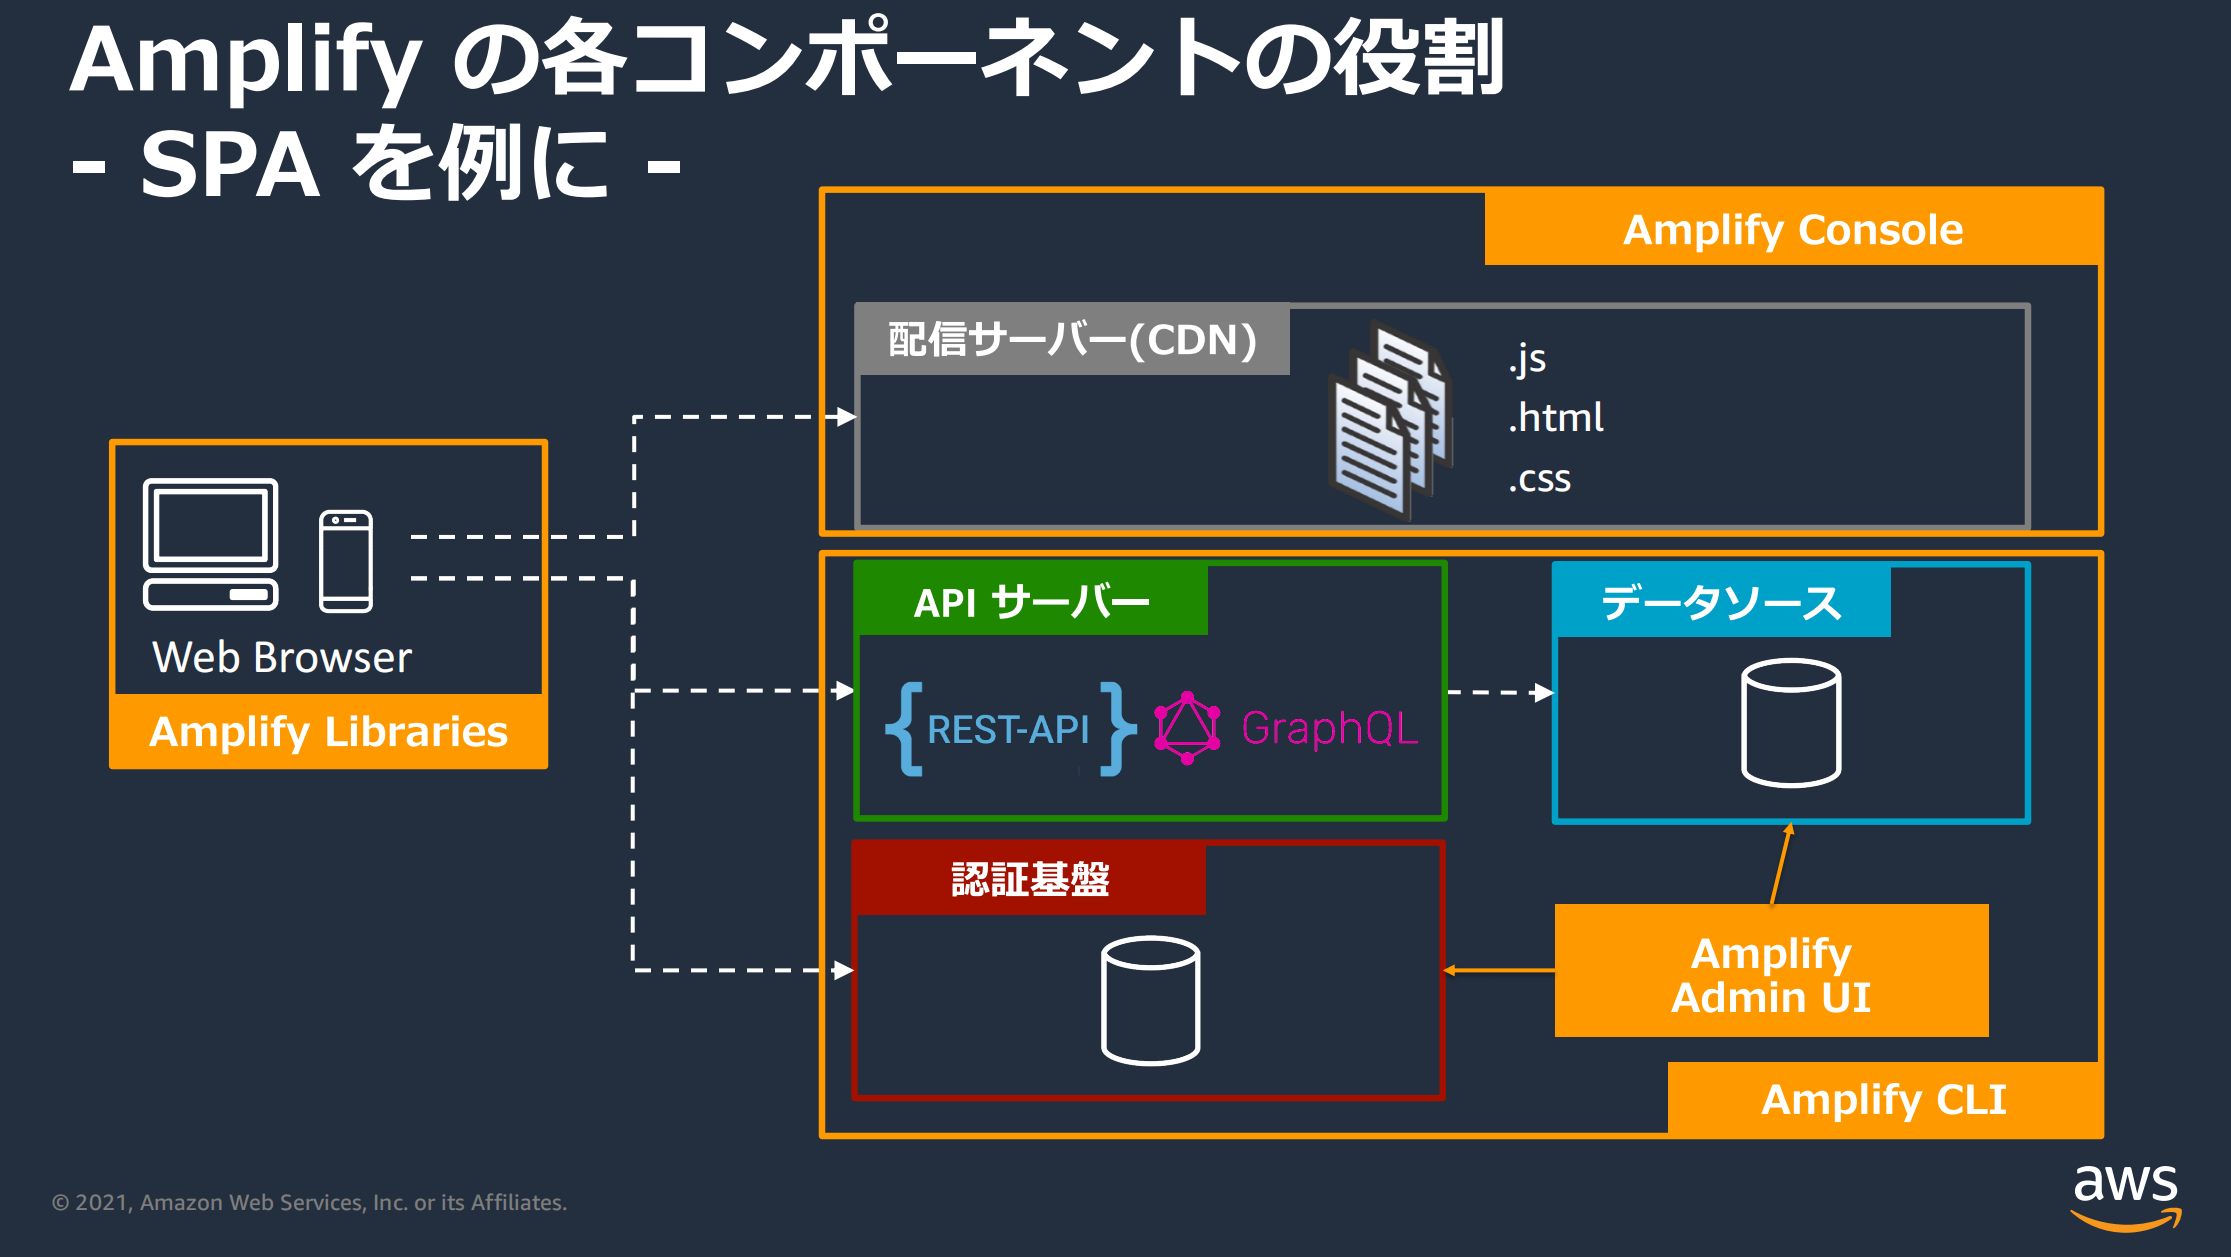 Amplify の各コンポーネントの役割
- SPA を例に -
Amplify Console
配信サーバー(CDN)
.js
.html
.css
Web Browser
Amplify Libraries
API サーバー
{REST-API}
GraphQL
データソース
認証基盤
Amplify
Admin UI
Amplify CLI
© 2021, Amazon Web Services, Inc. or its Affiliates.
aws